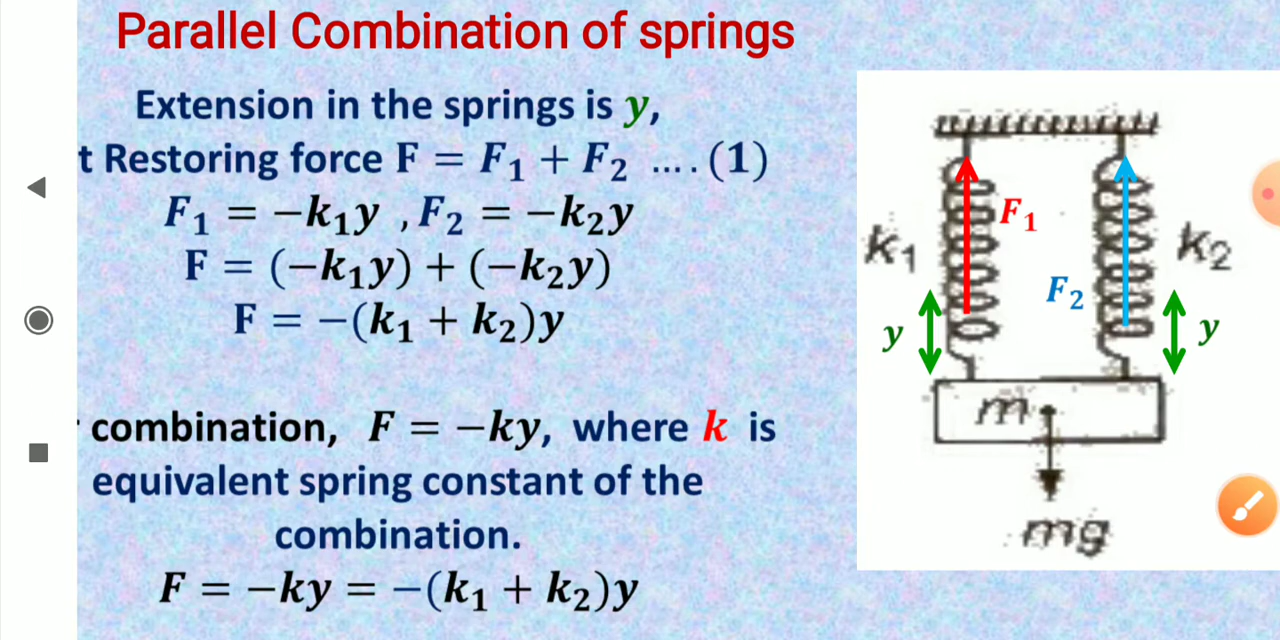 Parallel Combination of springs
Extension in the springs is y,
t Restoring force F = F₁ + F₂ .... (1)
F₁ = −k₁y , F₂ = −k₂y
F = (−k₁y) + (−k₂y)
F = −(k₁ + k₂)y
combination, F = −ky, where k is
equivalent spring constant of the
combination.
F = −ky = −(k₁ + k₂)y
k₁
F₁
F₂
k₂
y
y
m
mg